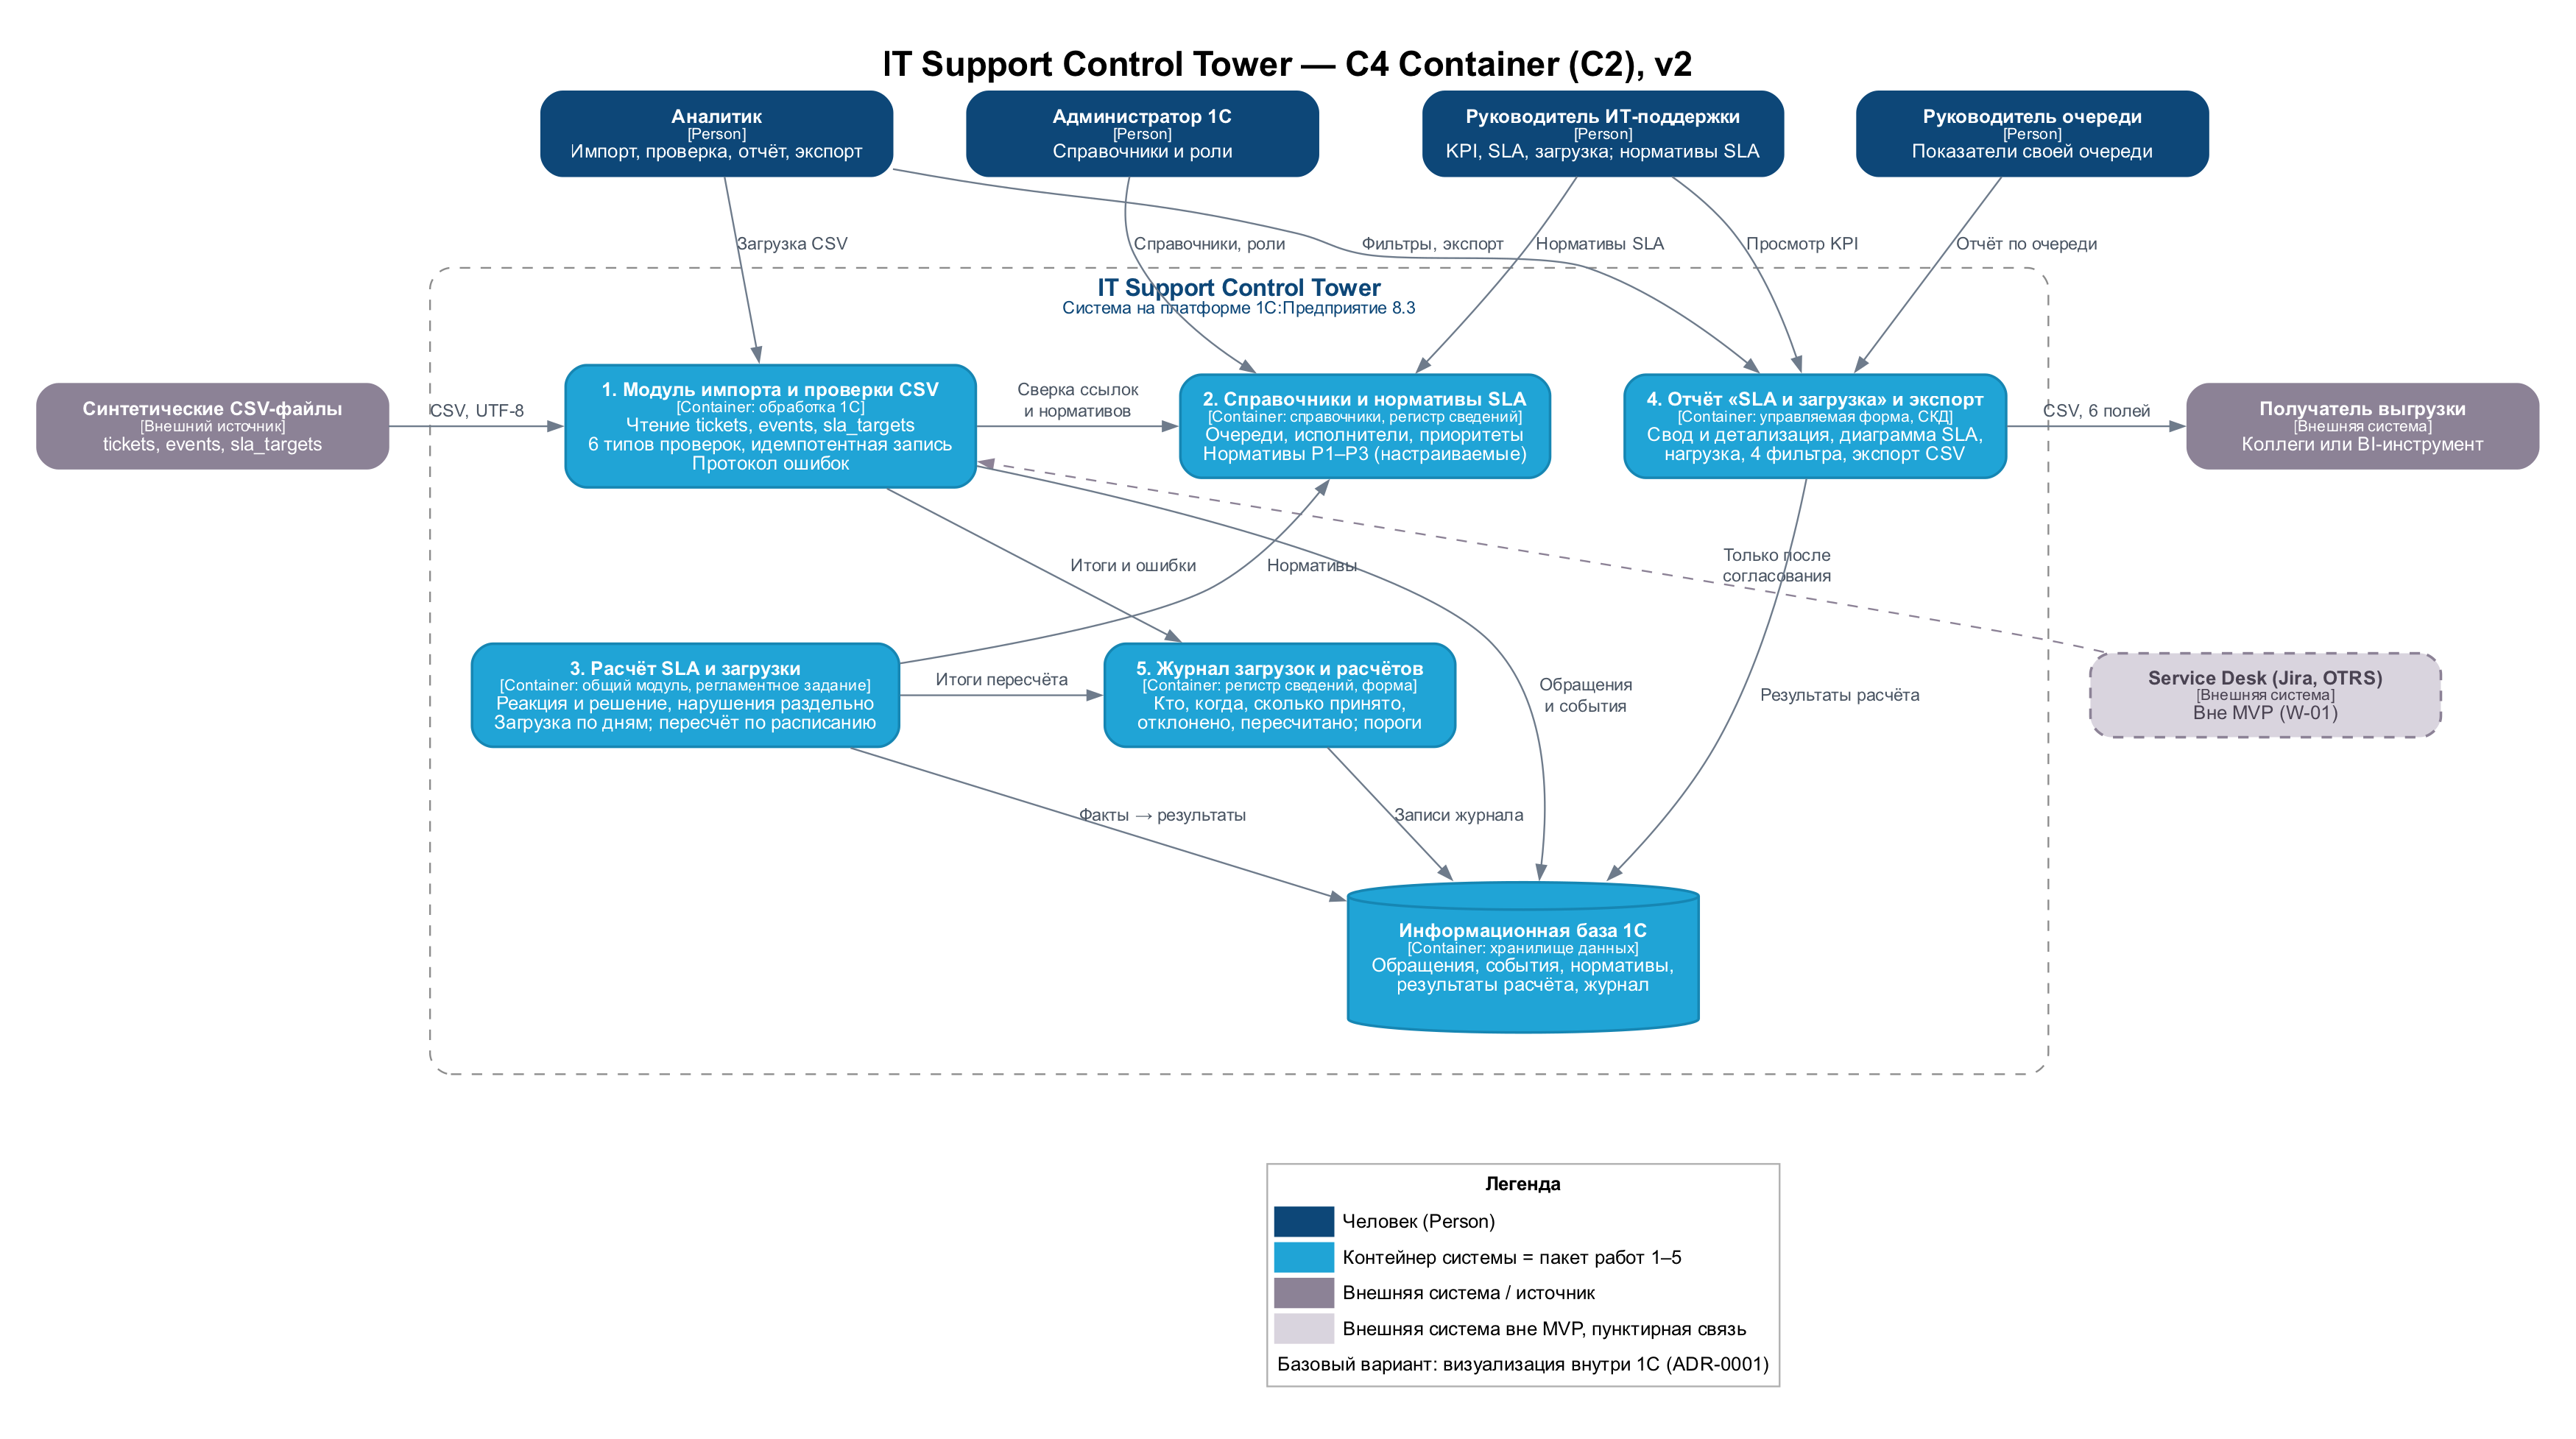 IT Support Control Tower — C4 Container (C2), v2
Аналитик
[Person]
Импорт, проверка, отчёт, экспорт
Администратор 1С
[Person]
Справочники и роли
Руководитель ИТ-поддержки
[Person]
KPI, SLA, загрузка; нормативы SLA
Руководитель очереди
[Person]
Показатели своей очереди
Загрузка CSV
Справочники, роли
Фильтры, экспорт
Нормативы SLA
Просмотр KPI
Отчёт по очереди
IT Support Control Tower
Система на платформе 1С:Предприятие 8.3
Синтетические CSV-файлы
[Внешний источник]
tickets, events, sla_targets
CSV, UTF-8
1. Модуль импорта и проверки CSV
[Container: обработка 1С]
Чтение tickets, events, sla_targets
6 типов проверок, идемпотентная запись
Протокол ошибок
Сверка ссылок
и нормативов
2. Справочники и нормативы SLA
[Container: справочники, регистр сведений]
Очереди, исполнители, приоритеты
Нормативы P1–P3 (настраиваемые)
4. Отчёт «SLA и загрузка» и экспорт
[Container: управляемая форма, СКД]
Свод и детализация, диаграмма SLA,
нагрузка, 4 фильтра, экспорт CSV
CSV, 6 полей
Получатель выгрузки
[Внешняя система]
Коллеги или BI-инструмент
Итоги и ошибки
Нормативы
Только после
согласования
3. Расчёт SLA и загрузки
[Container: общий модуль, регламентное задание]
Реакция и решение, нарушения раздельно
Загрузка по дням; пересчёт по расписанию
Итоги пересчёта
5. Журнал загрузок и расчётов
[Container: регистр сведений, форма]
Кто, когда, сколько принято,
отклонено, пересчитано; пороги
Обращения
и события
Результаты расчёта
Service Desk (Jira, OTRS)
[Внешняя система]
Вне MVP (W-01)
Факты → результаты
Записи журнала
Информационная база 1С
[Container: хранилище данных]
Обращения, события, нормативы,
результаты расчёта, журнал
Легенда
Человек (Person)
Контейнер системы = пакет работ 1–5
Внешняя система / источник
Внешняя система вне MVP, пунктирная связь
Базовый вариант: визуализация внутри 1С (ADR-0001)